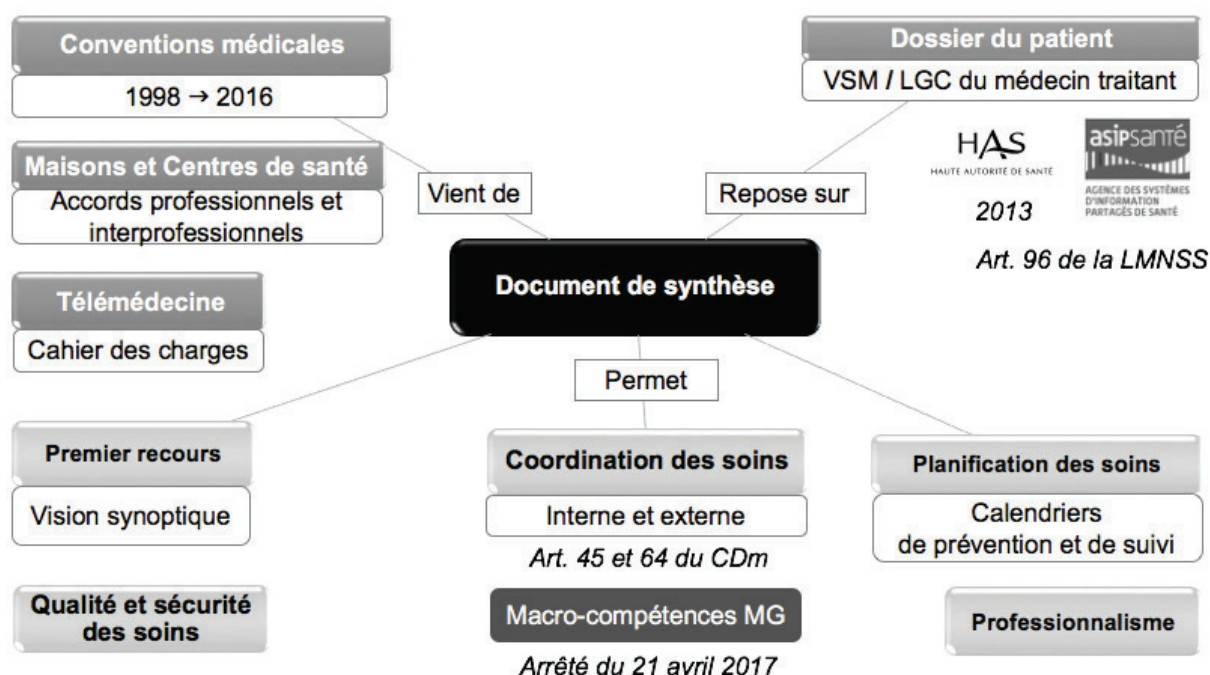 Conventions médicales
1998 → 2016
Maisons et Centres de santé
Accords professionnels et
interprofessionnels
Télémédecine
Cahier des charges
Dossier du patient
VSM / LGC du médecin traitant
HAS
HAUTE AUTORITÉ DE SANTÉ
2013
asipsanté
AGENCE DES SYSTÈMES
D'INFORMATION
PARTAGÉS DE SANTÉ
Art. 96 de la LMNSS
Vient de
Repose sur
Document de synthèse
Permet
Premier recours
Vision synoptique
Qualité et sécurité
des soins
Coordination des soins
Interne et externe
Art. 45 et 64 du CDm
Macro-compétences MG
Arrêté du 21 avril 2017
Planification des soins
Calendriers
de prévention et de suivi
Professionnalisme